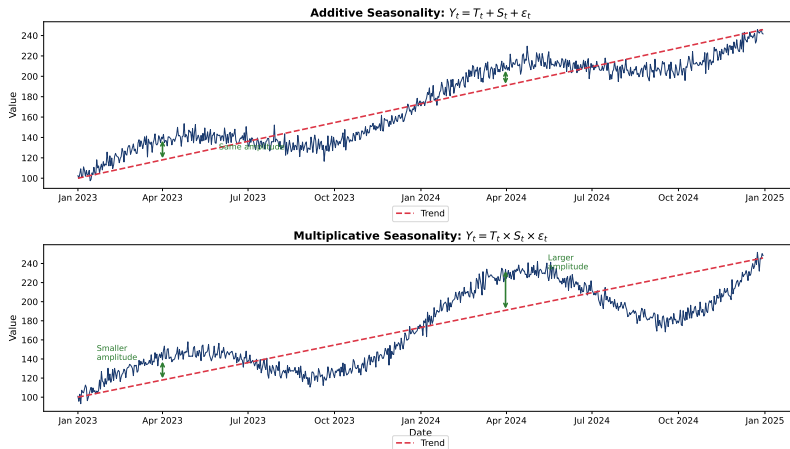 Additive Seasonality: Yₜ = Tₜ + Sₜ + εₜ
Value
240
220
200
180
160
140
120
100
Same amplitude
Jan 2023 Apr 2023 Jul 2023 Oct 2023 Jan 2024 Apr 2024 Jul 2024 Oct 2024 Jan 2025
Trend
Multiplicative Seasonality: Yₜ = Tₜ × Sₜ × εₜ
Value
240
220
200
180
160
140
120
100
Larger
amplitude
Smaller
amplitude
Jan 2023 Apr 2023 Jul 2023 Oct 2023 Jan 2024 Apr 2024 Jul 2024 Oct 2024 Jan 2025
Date
Trend